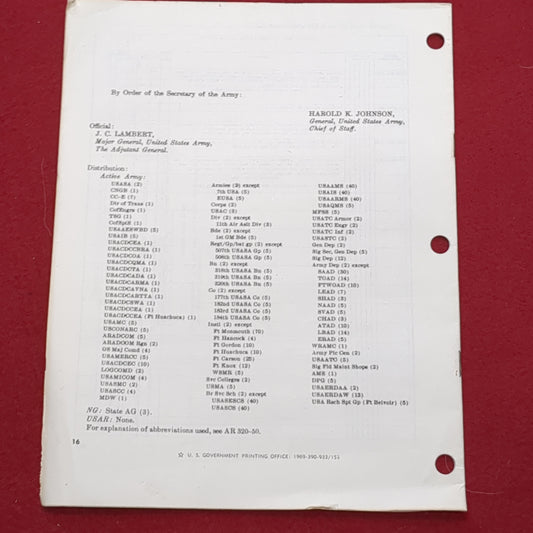 By Order of the Secretary of the Army:
HAROLD K. JOHNSON,
General, United States Army,
Chief of Staff.
Official:
J. C. LAMBERT,
Major General, United States Army,
The Adjutant General.
Distribution:
Active Army:
USASA (2)
CNGB (1)
CC-E (7)
Dir of Trans (1)
CofEngrs (1)
TSG (1)
CofSptS (1)
USAAESWBD (5)
USAIB (5)
USACDCEA (1)
USACDCCBRA (1)
USACDCOA (1)
USACDCQMA (1)
USACDCTA (1)
USACDCADA (1)
USACDCARMA (1)
USACDCAVNA (1)
USACDCARTYA (1)
USACDCSWA (1)
USACDCCEA (1)
USACDCCEA (Ft Huachuca) (1)
USAMC (5)
USCONARC (5)
ARADCOM (5)
ARADCOM Rgn (2)
OS Maj Comd (4)
USAMERCC (5)
USACDCEC (10)
LOGCOMD (2)
USAMICOM (4)
USASMC (2)
USASCC (4)
MDW (1)
Armies (2) except
7th USA (5)
EUSA (5)
Corps (2)
USAC (3)
Div (2) except
11th Air Aslt Div (3)
Bde (2) except
1st GM Bde (5)
Regt/Gp/bat gp (2) except
507th USASA Gp (5)
508th USASA Gp (5)
Bn (2) except
318th USASA Bn (5)
319th USASA Bn (5)
320th USASA Bn (5)
Co (2) except
177th USASA Co (5)
182d USASA Co (5)
183d USASA Co (5)
184th USASA Co (5)
Instl (2) except
Ft Monmouth (70)
Ft Hancock (4)
Ft Gordon (10)
Ft Huachuca (10)
Ft Carson (25)
Ft Knox (12)
WSMR (5)
Svc Colleges (2)
USMA (5)
Br Svc Sch (2) except
USASESCS (40)
USASCS (40)
USAAMS (40)
USAIS (40)
USAARMS (40)
USAQMS (5)
MFSS (5)
USATC Armor (2)
USATC Engr (2)
USATC Inf (2)
USASTC (2)
Gen Dep (2)
Sig Sec, Gen Dep (5)
Sig Dep (12)
Army Dep (2) except
SAAD (30)
TOAD (14)
FTWOAD (10)
LEAD (7)
SHAD (3)
NAAD (5)
SVAD (5)
CHAD (3)
ATAD (10)
LBAD (14)
ERAD (5)
WRAMC (1)
Army Pic Cen (2)
USAATC (5)
Sig Fld Maint Shops (2)
AMS (1)
DPG (5)
USAERDAA (2)
USAERDAW (13)
USA Rsch Spt Gp (Ft Belvoir) (5)
NG: State AG (3).
USAR: None.
For explanation of abbreviations used, see AR 320-50.
16
☆ U. S. GOVERNMENT PRINTING OFFICE: